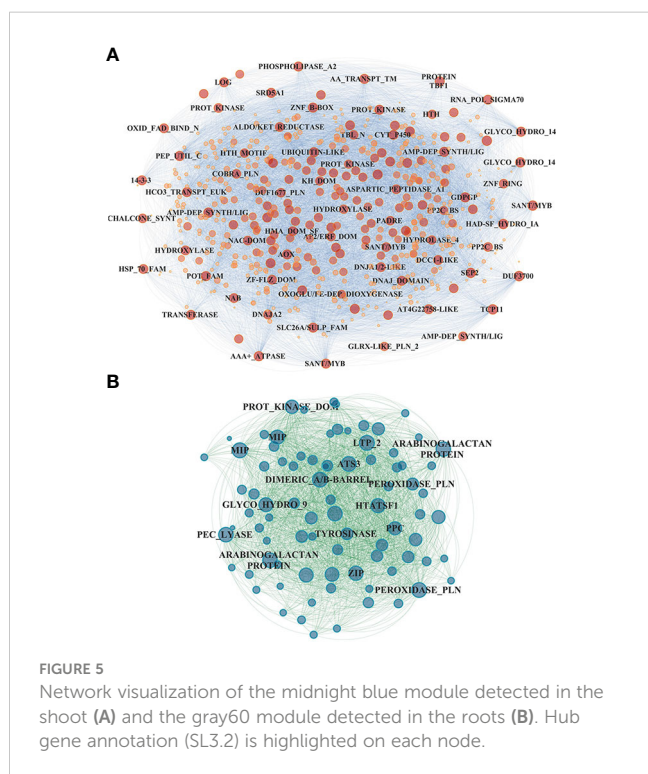 A
PHOSPHOLIPASE_A2
LOG
AA_TRANSPT_TM
PROTEIN
TBF1
SRD5A1
RNA_POL_SIGMA70
PROT_KINASE
ZNF_B-BOX
PROT_KINASE
HTH
OXID_FAD_BIND_N
ALDO/KET_REDUCTASE
TBL_N
CYT_P450
GLYCO_HYDRO_14
PEP_UTIL_C
HTH_MOTIF
UBIQUITIN-LIKE
AMP-DEP_SYNTH/LIG
GLYCO_HYDRO_14
COBRA_PLN
PROT_KINASE
KH_DOM
14-3-3
ZNF_RING
HCO3_TRANSPT_EUK
DUF1677_PLN
ASPARTIC_PEPTIDASE_A1
GDPGP
SANT/MYB
CHALCONE_SYNT
AMP-DEP_SYNTH/LIG
HYDROXYLASE
PADRE
PP2C_BS
HAD-SF_HYDRO_IA
HMA_DOM_SF
NAC-DOM
AP2/ERF_DOM
SANT/MYB
HYDROLASE_4
PP2C_BS
HYDROXYLASE
AOX
DCC1-LIKE
HSP_70_FAM
POT_FAM
ZF-FLZ_DOM
DNJA1/2-LIKE
SEP2
DUF3700
OXOGLU/FE-DEP_DIOXYGENASE
DNAJ_DOMAIN
NAB
TRANSFERASE
DNAJA2
AT4G22758-LIKE
TCP11
SLC26A/SULP_FAM
AMP-DEP_SYNTH/LIG
GLRX-LIKE_PLN_2
AAA+_ATPASE
SANT/MYB
B
PROT_KINASE_DO...
MIP
LTP_2
ARABINOGALACTAN
PROTEIN
MIP
ATS3
DIMERIC_A/B-BARREL
PEROXIDASE_PLN
GLYCO_HYDRO_9
HTATSF1
PEC_LYASE
TYROSINASE
PPC
ARABINOGALACTAN
PROTEIN
ZIP
PEROXIDASE_PLN
FIGURE 5
Network visualization of the midnight blue module detected in the
shoot (A) and the gray60 module detected in the roots (B). Hub
gene annotation (SL3.2) is highlighted on each node.